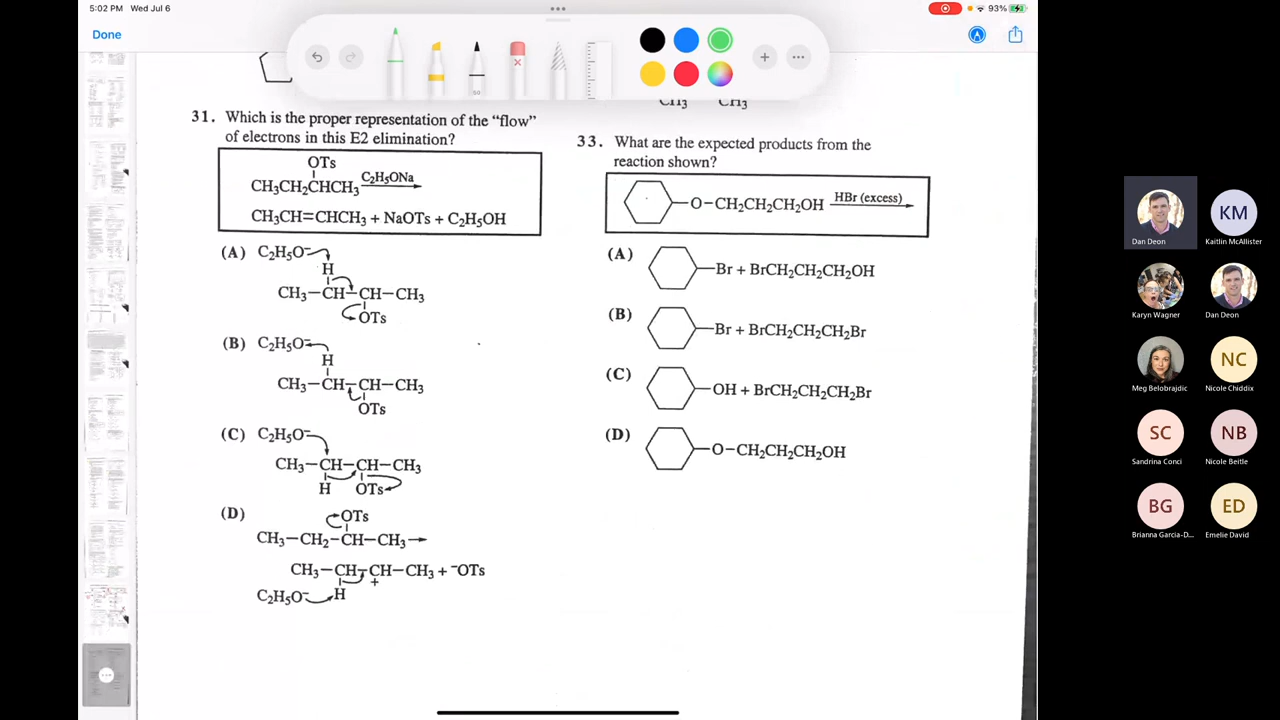 5:02 PM Wed Jul 6
93%
Done
50
CH₃ CH₃
31. Which is the proper representation of the “flow”
of electrons in this E2 elimination?
OTs
CH₃CH₂CHCH₃ C₂H₅ONa
CH₃CH=CHCH₃ + NaOTs + C₂H₅OH
(A) C₂H₅O⁻
H
CH₃–CH–CH–CH₃
OTs
(B) C₂H₅O⁻
H
CH₃–CH–CH–CH₃
OTs
(C) C₂H₅O⁻
CH₃–CH–CH–CH₃
H OTs
(D)
OTs
CH₃–CH₂–CH–CH₃
CH₃–CH–CH–CH₃ + ⁻OTs
+
C₂H₅O⁻ H
33. What are the expected products from the
reaction shown?
O–CH₂CH₂CH₂OH HBr (excess)
(A) Br + BrCH₂CH₂CH₂OH
(B) Br + BrCH₂CH₂CH₂Br
(C) OH + BrCH₂CH₂CH₂Br
(D) O–CH₂CH₂CH₂OH
KM
Dan Deon
Kaitlin McAllister
Karyn Wagner
Dan Deon
NC
Meg Belobrajdic
Nicole Chiddix
SC
NB
Sandrina Conci
Nicole Beitle
BG
ED
Brianna Garcia-D...
Emelie David